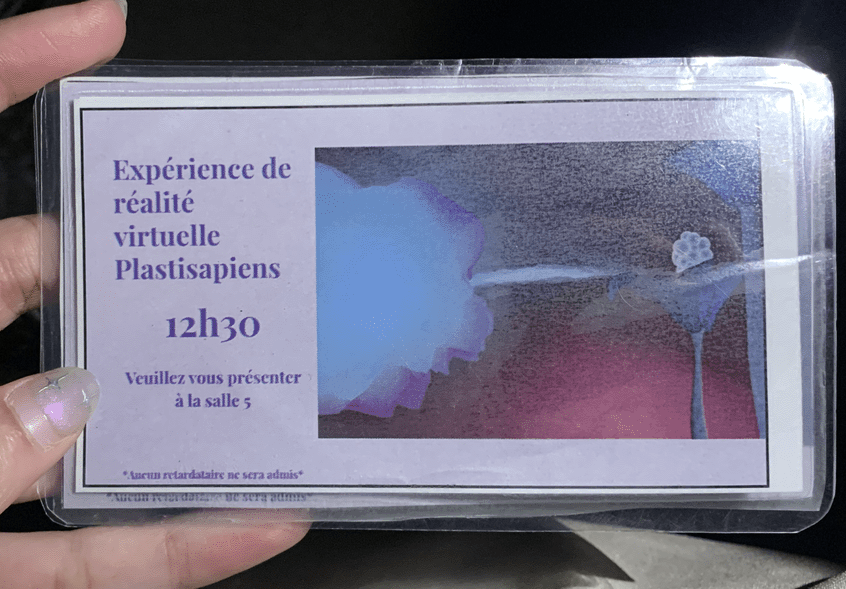 Expérience de
réalité
virtuelle
Plastisapiens
12h30
Veuillez vous présenter
à la salle 5
*Aucun retardataire ne sera admis*
*Aucun retardataire ne sera admis*